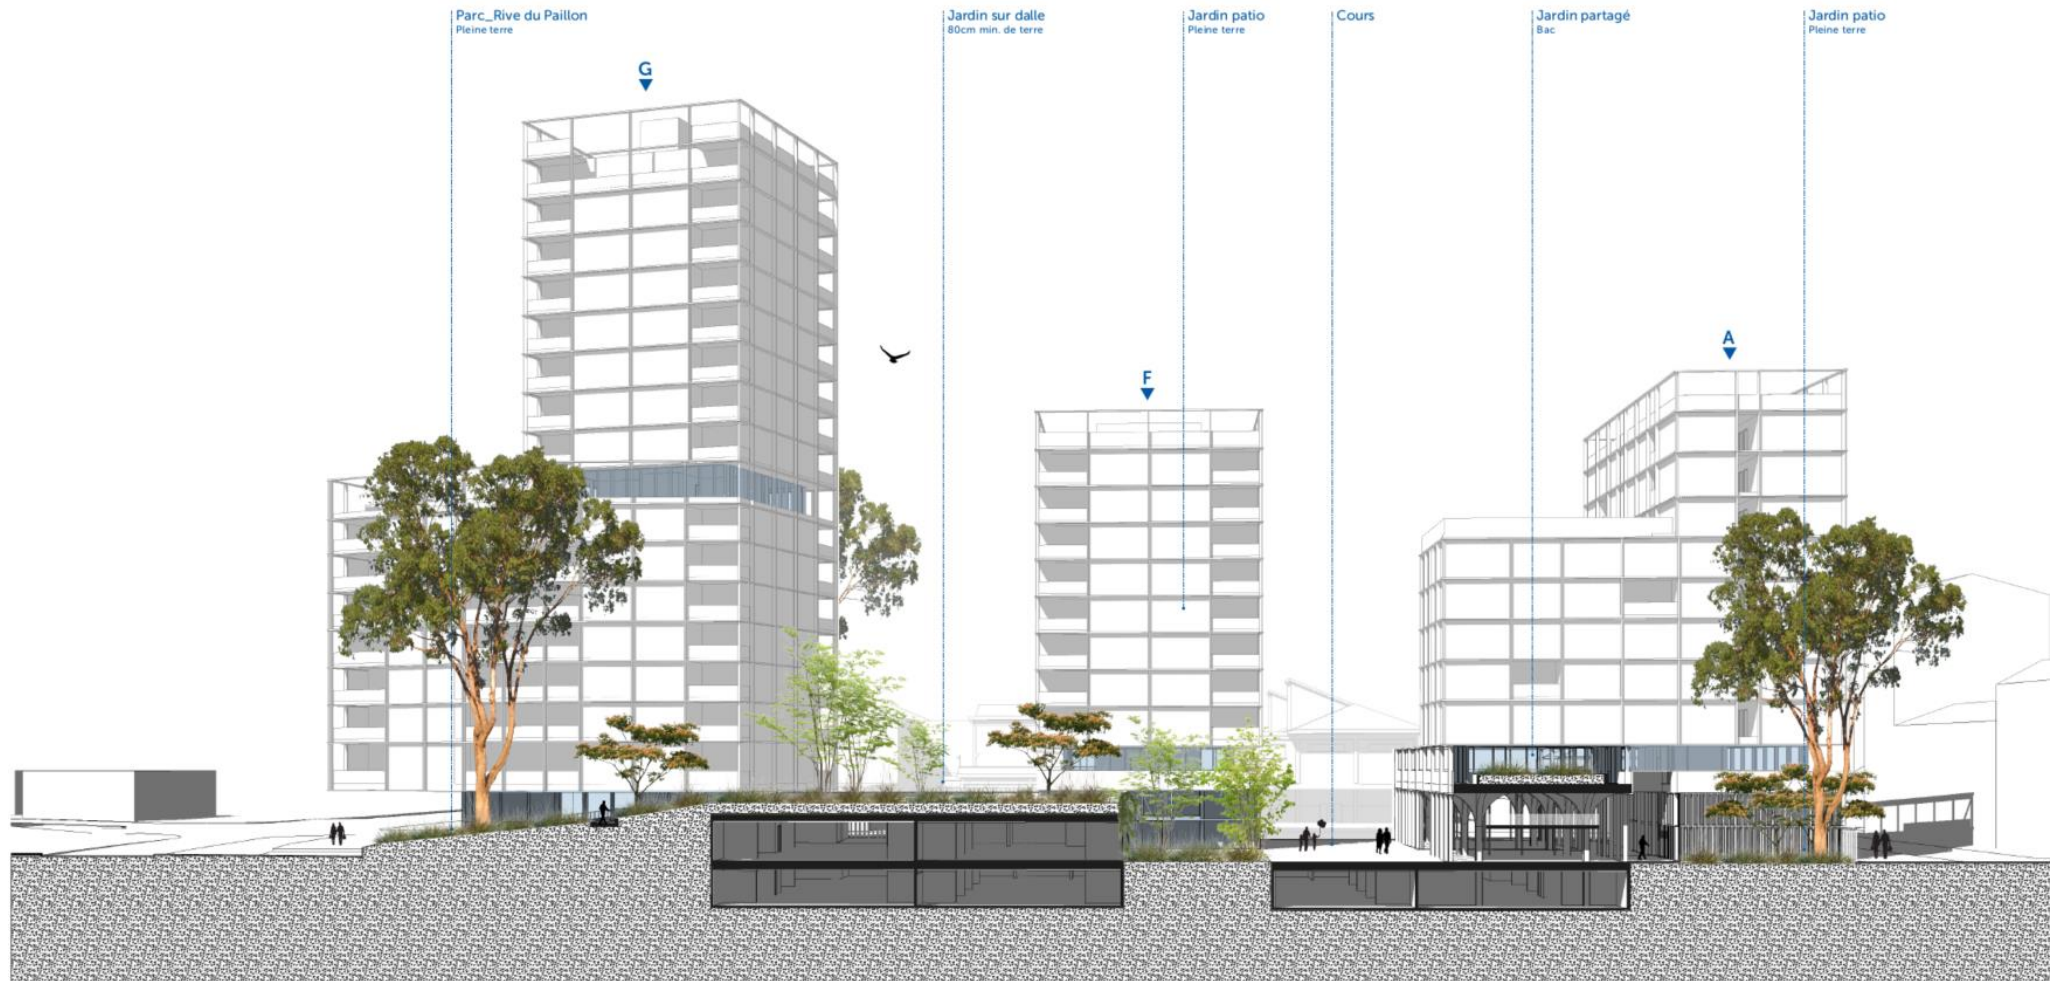 Parc_Rive du Paillon
Pleine terre
Jardin sur dalle
80cm min. de terre
Jardin patio
Pleine terre
Cours
Jardin partagé
Bac
Jardin patio
Pleine terre
G
F
A